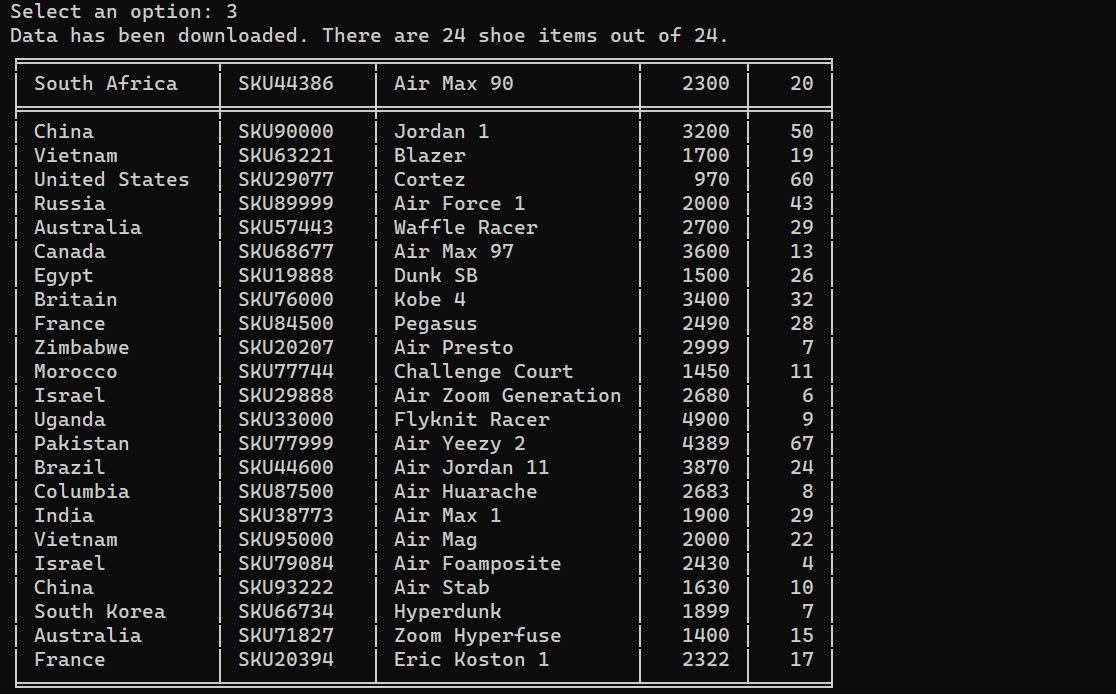 Select an option: 3
Data has been downloaded. There are 24 shoe items out of 24.
South Africa SKU44386 Air Max 90 2300 20
China SKU90000 Jordan 1 3200 50
Vietnam SKU63221 Blazer 1700 19
United States SKU29077 Cortez 970 60
Russia SKU89999 Air Force 1 2000 43
Australia SKU57443 Waffle Racer 2700 29
Canada SKU68677 Air Max 97 3600 13
Egypt SKU19888 Dunk SB 1500 26
Britain SKU76000 Kobe 4 3400 32
France SKU84500 Pegasus 2490 28
Zimbabwe SKU20207 Air Presto 2999 7
Morocco SKU77744 Challenge Court 1450 11
Israel SKU29888 Air Zoom Generation 2680 6
Uganda SKU33000 Flyknit Racer 4900 9
Pakistan SKU77999 Air Yeezy 2 4389 67
Brazil SKU44600 Air Jordan 11 3870 24
Columbia SKU87500 Air Huarache 2683 8
India SKU38773 Air Max 1 1900 29
Vietnam SKU95000 Air Mag 2000 22
Israel SKU79084 Air Foamposite 2430 4
China SKU93222 Air Stab 1630 10
South Korea SKU66734 Hyperdunk 1899 7
Australia SKU71827 Zoom Hyperfuse 1400 15
France SKU20394 Eric Koston 1 2322 17